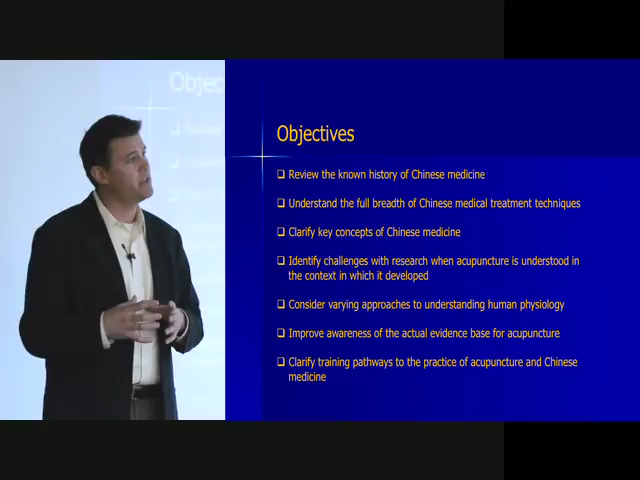 Objec
Objectives
❑ Review the known history of Chinese medicine
❑ Understand the full breadth of Chinese medical treatment techniques
❑ Clarify key concepts of Chinese medicine
❑ Identify challenges with research when acupuncture is understood in
the context in which it developed
❑ Consider varying approaches to understanding human physiology
❑ Improve awareness of the actual evidence base for acupuncture
❑ Clarify training pathways to the practice of acupuncture and Chinese
medicine